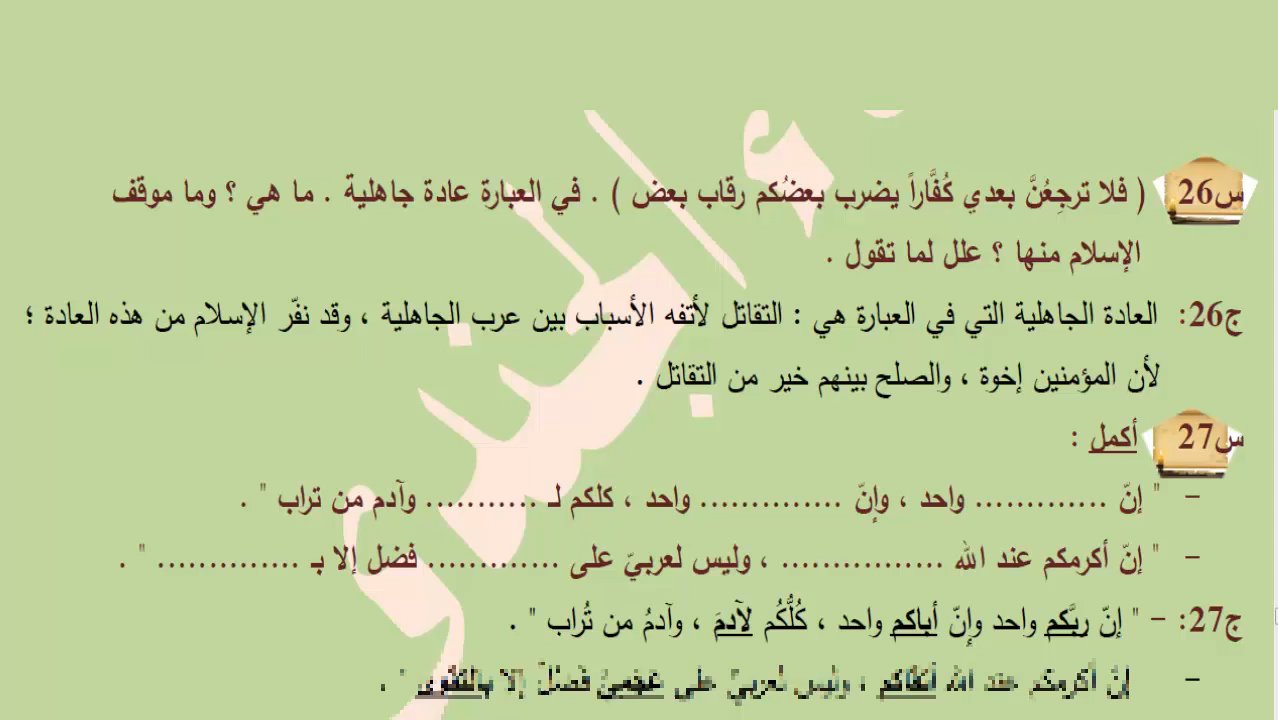 س26 ( فلا ترجِعُنَّ بعدي كُفَّاراً يضرب بعضُكم رقاب بعض ) . في العبارة عادة جاهلية . ما هي ؟ وما موقف
الإسلام منها ؟ علل لما تقول .
ج26: العادة الجاهلية التي في العبارة هي : التقاتل لأتفه الأسباب بين عرب الجاهلية ، وقد نفّر الإسلام من هذه العادة ؛
لأن المؤمنين إخوة ، والصلح بينهم خير من التقاتل .
س27 أكمل :
– " إنّ ............. واحد ، وإنّ .............. واحد ، كلكم لـ ........... وآدم من تراب " .
– " إنّ أكرمكم عند الله ................ ، وليس لعربيّ على ............. فضل إلا بـ .............. " .
ج27: – " إنّ ربَّكم واحد وإنّ أباكم واحد ، كُلُّكُم لآدمَ ، وآدمُ من تُراب " .
– إنّ أكرمكم عند الله أتقاكم ، وليس لعربيّ على عجميّ فضلٌ إلا بالتقوى " .